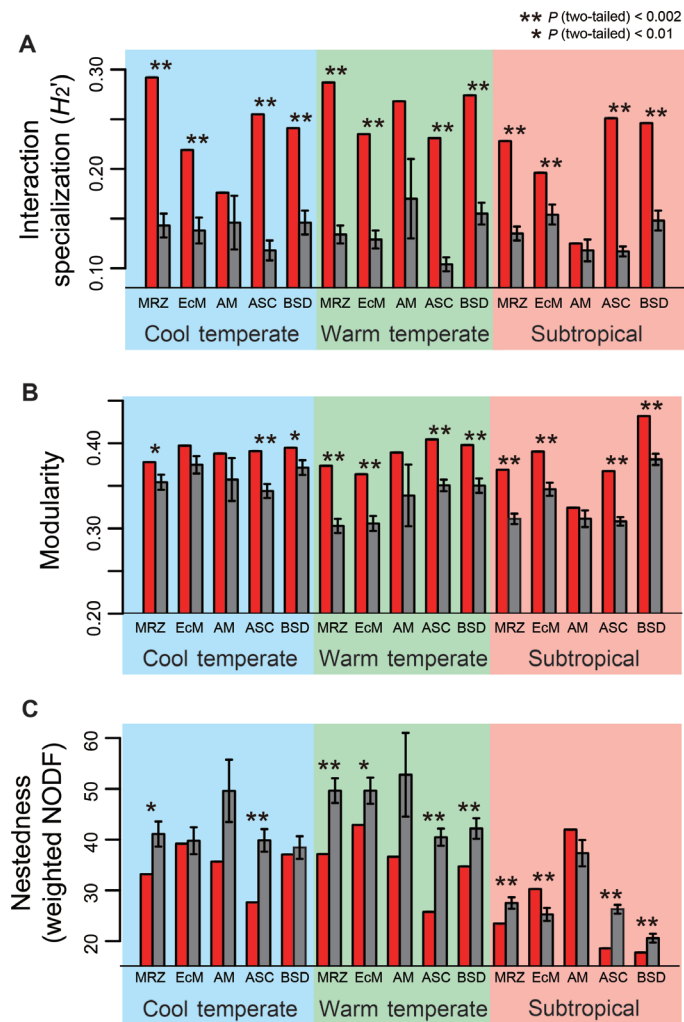 ** P (two-tailed) < 0.002
* P (two-tailed) < 0.01
A
Interaction
specialization (H2')
0.30
0.20
0.10
** ** ** ** ** ** ** ** ** ** ** **
MRZ EcM AM ASC BSD MRZ EcM AM ASC BSD MRZ EcM AM ASC BSD
Cool temperate Warm temperate Subtropical
B
Modularity
0.40
0.30
0.20
* ** * ** ** ** ** ** ** ** **
MRZ EcM AM ASC BSD MRZ EcM AM ASC BSD MRZ EcM AM ASC BSD
Cool temperate Warm temperate Subtropical
C
Nestedness
(weighted NODF)
60
50
40
30
20
* ** ** * ** ** ** ** ** **
MRZ EcM AM ASC BSD MRZ EcM AM ASC BSD MRZ EcM AM ASC BSD
Cool temperate Warm temperate Subtropical